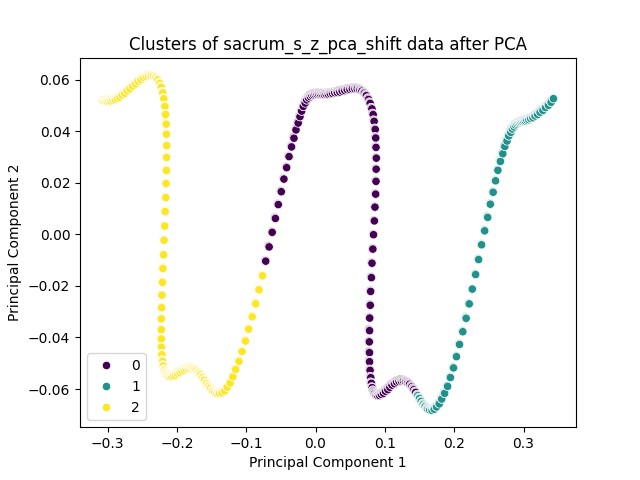 Clusters of sacrum_s_z_pca_shift data after PCA
Principal Component 2
0.06
0.04
0.02
0.00
−0.02
−0.04
−0.06
0
1
2
−0.3 −0.2 −0.1 0.0 0.1 0.2 0.3
Principal Component 1